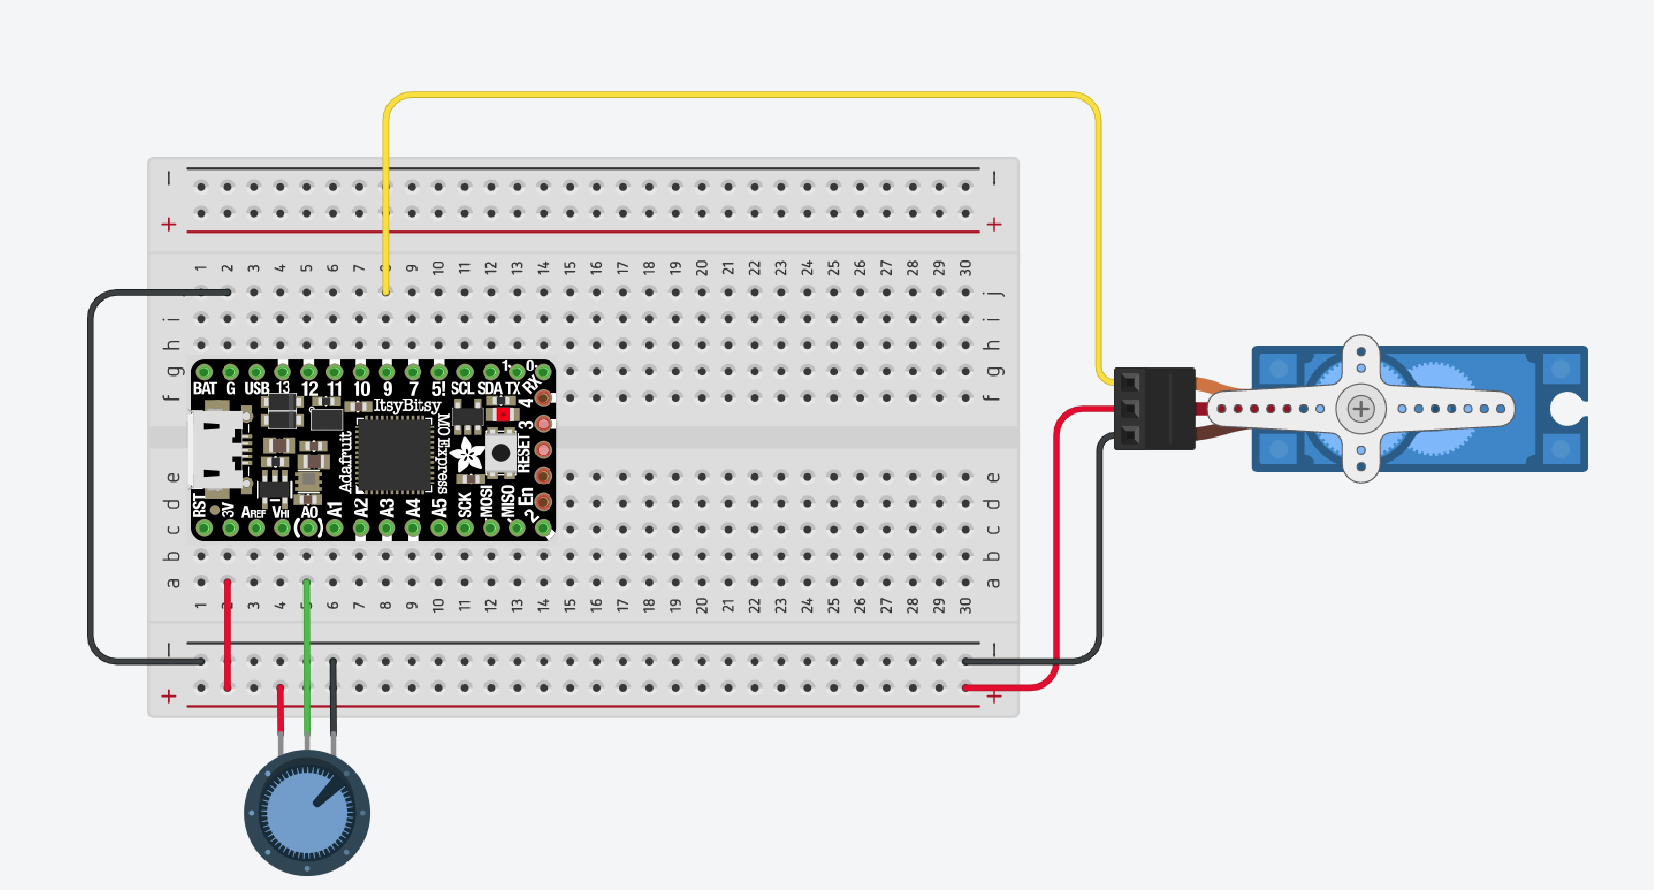 − −
+ +
1 2 3 4 5 6 7 8 9 10 11 12 13 14 15 16 17 18 19 20 21 22 23 24 25 26 27 28 29 30
j
i i
h h
g g
f f
BAT G USB 13 12 11 10 9 7 5! SCL SDA TX 1 RX 0
ItsyBitsy
Adafruit
M0 Express
4
3
RESET
En
2
RST 3V AREF VHI A0 A1 A2 A3 A4 A5 SCK MOSI MISO
e e
d d
c c
b b
a a
1 2 3 4 5 6 7 8 9 10 11 12 13 14 15 16 17 18 19 20 21 22 23 24 25 26 27 28 29 30
− −
+ +